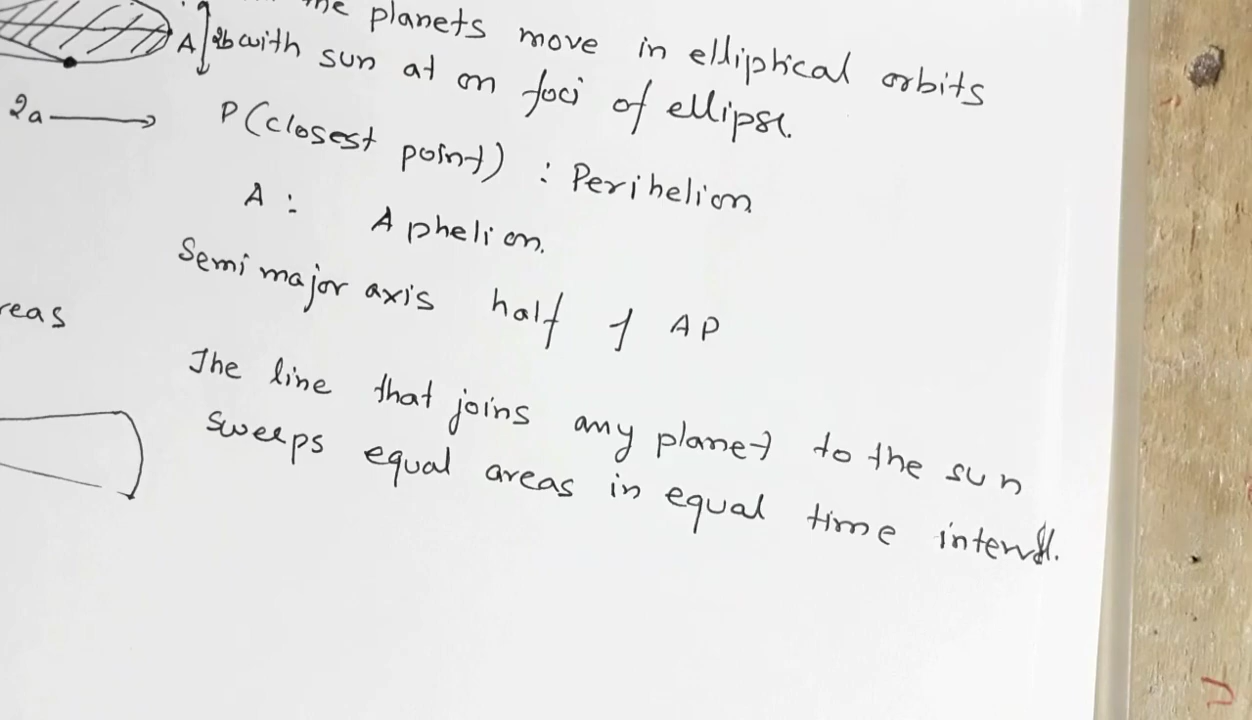 the planets move in elliptical orbits
A 2b with sun at on foci of ellipse.
2a
P (closest point) : Perihelion
A : Aphelion.
Semi major axis half of AP
reas
The line that joins any planet to the sun
sweeps equal areas in equal time interval.